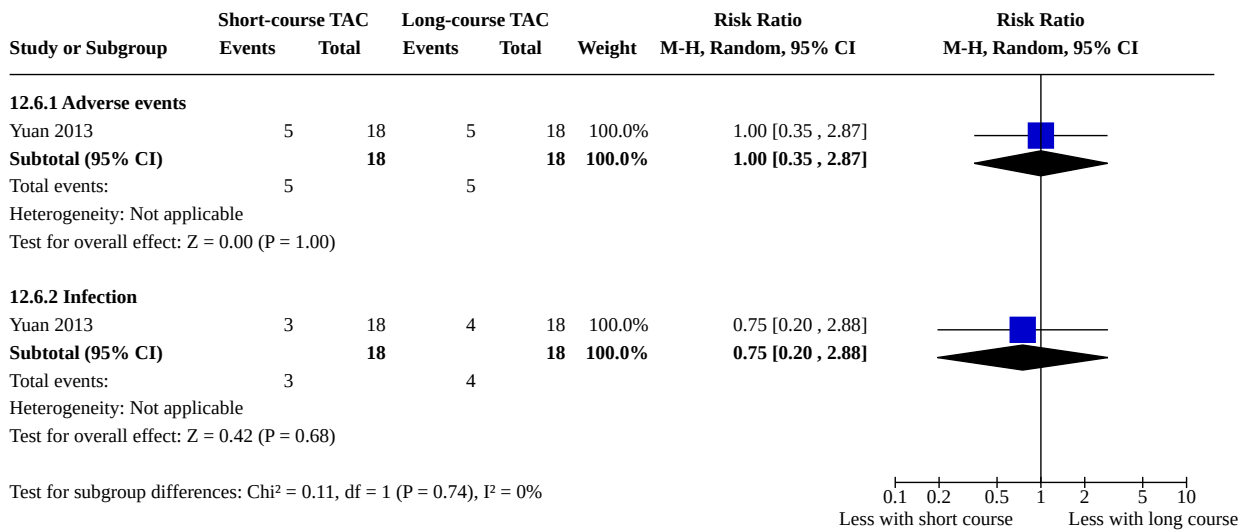 Short-course TAC Long-course TAC Risk Ratio Risk Ratio
Study or Subgroup Events Total Events Total Weight M-H, Random, 95% CI M-H, Random, 95% CI
12.6.1 Adverse events
Yuan 2013 5 18 5 18 100.0% 1.00 [0.35 , 2.87]
Subtotal (95% CI) 18 18 100.0% 1.00 [0.35 , 2.87]
Total events: 5 5
Heterogeneity: Not applicable
Test for overall effect: Z = 0.00 (P = 1.00)
12.6.2 Infection
Yuan 2013 3 18 4 18 100.0% 0.75 [0.20 , 2.88]
Subtotal (95% CI) 18 18 100.0% 0.75 [0.20 , 2.88]
Total events: 3 4
Heterogeneity: Not applicable
Test for overall effect: Z = 0.42 (P = 0.68)
Test for subgroup differences: Chi² = 0.11, df = 1 (P = 0.74), I² = 0%
0.1 0.2 0.5 1 2 5 10
Less with short course Less with long course